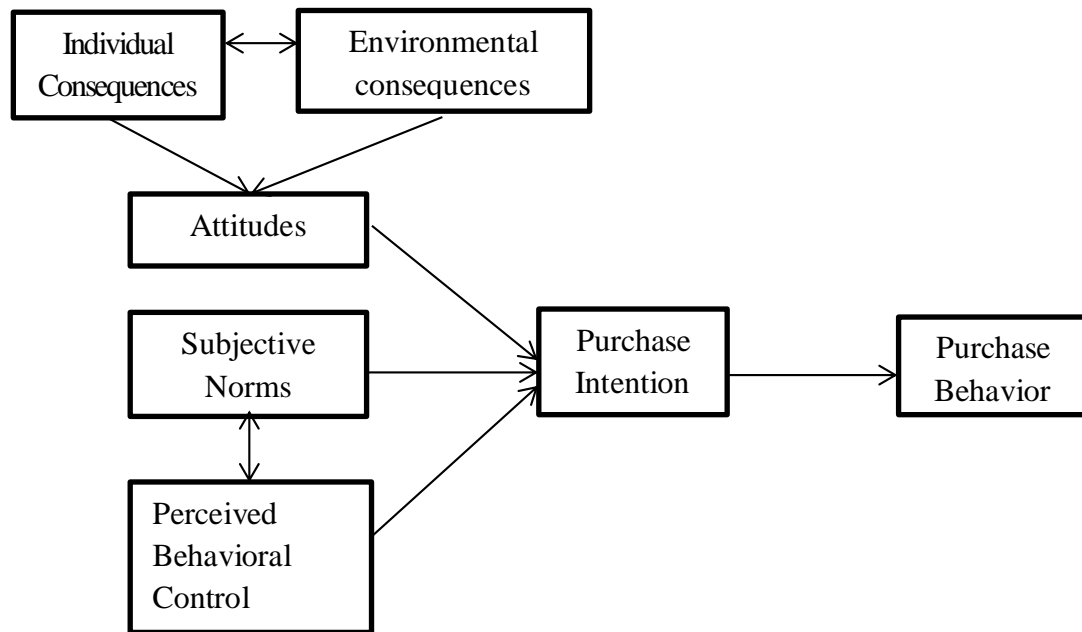 Individual
Consequences
Environmental
consequences
Attitudes
Subjective
Norms
Purchase
Intention
Purchase
Behavior
Perceived
Behavioral
Control